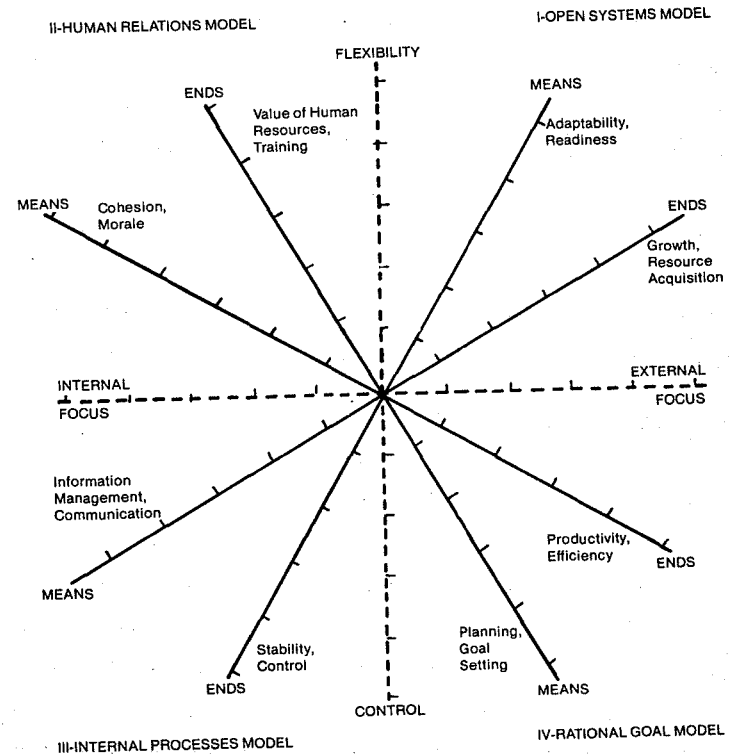 II-HUMAN RELATIONS MODEL
I-OPEN SYSTEMS MODEL
FLEXIBILITY
ENDS
Value of Human
Resources,
Training
MEANS
Adaptability,
Readiness
MEANS
Cohesion,
Morale
ENDS
Growth,
Resource
Acquisition
INTERNAL
FOCUS
EXTERNAL
FOCUS
Information
Management,
Communication
MEANS
Productivity,
Efficiency
ENDS
Stability,
Control
ENDS
Planning,
Goal
Setting
MEANS
CONTROL
III-INTERNAL PROCESSES MODEL
IV-RATIONAL GOAL MODEL